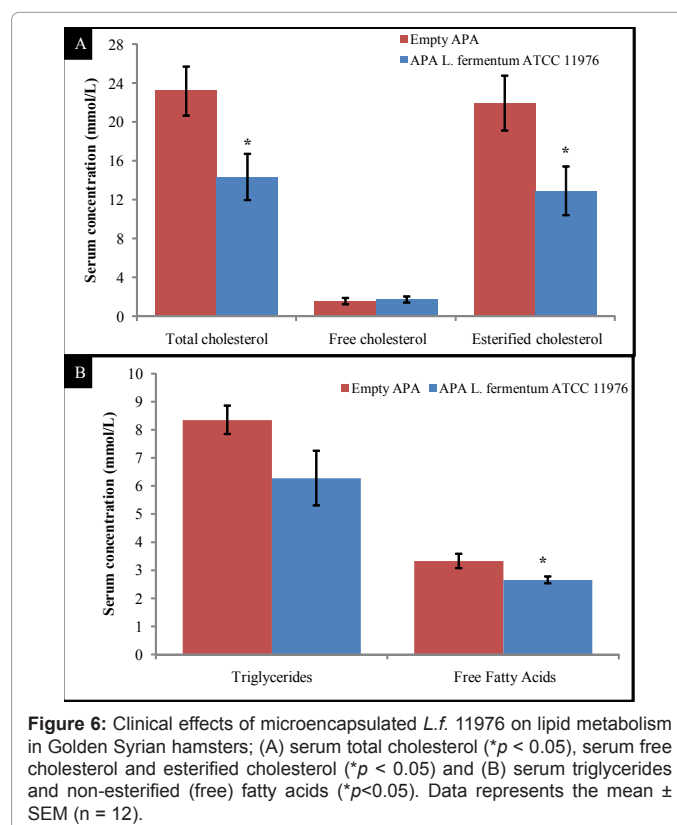 A
Empty APA
APA L. fermentum ATCC 11976
Serum concentration (mmol/L)
28
24
20
16
12
8
4
0
*
*
Total cholesterol Free cholesterol Esterified cholesterol
B
Empty APA APA L. fermentum ATCC 11976
Serum concentration (mmol/L)
10
9
8
7
6
5
4
3
2
1
0
*
Triglycerides Free Fatty Acids
Figure 6: Clinical effects of microencapsulated L.f. 11976 on lipid metabolism
in Golden Syrian hamsters; (A) serum total cholesterol (*p < 0.05), serum free
cholesterol and esterified cholesterol (*p < 0.05) and (B) serum triglycerides
and non-esterified (free) fatty acids (*p<0.05). Data represents the mean ±
SEM (n = 12).